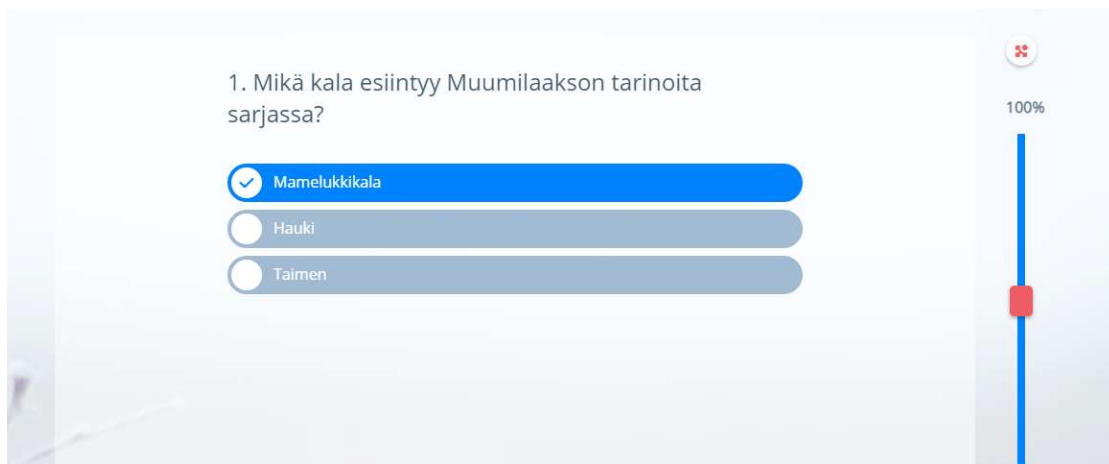 1. Mikä kala esiintyy Muumilaakson tarinoita
sarjassa?
100%
Mamelukkikala
Hauki
Taimen